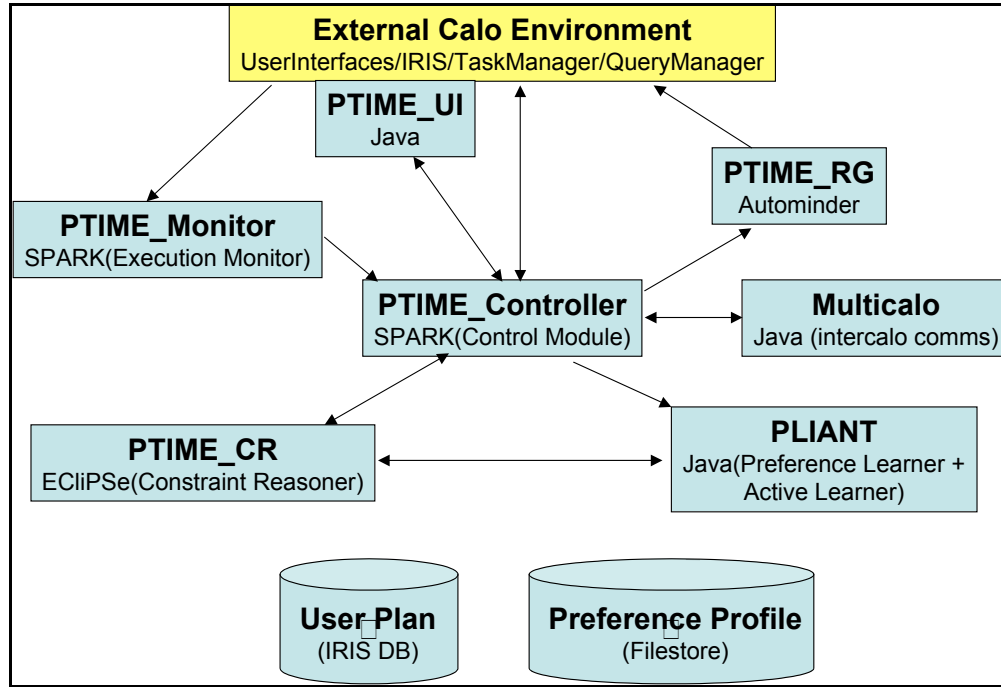 External Calo Environment
UserInterfaces/IRIS/TaskManager/QueryManager
PTIME_UI
Java
PTIME_RG
Autominder
PTIME_Monitor
SPARK(Execution Monitor)
PTIME_Controller
SPARK(Control Module)
Multicalo
Java (intercalo comms)
PTIME_CR
ECliPSe(Constraint Reasoner)
PLIANT
Java(Preference Learner +
Active Learner)
User Plan
(IRIS DB)
Preference Profile
(Filestore)